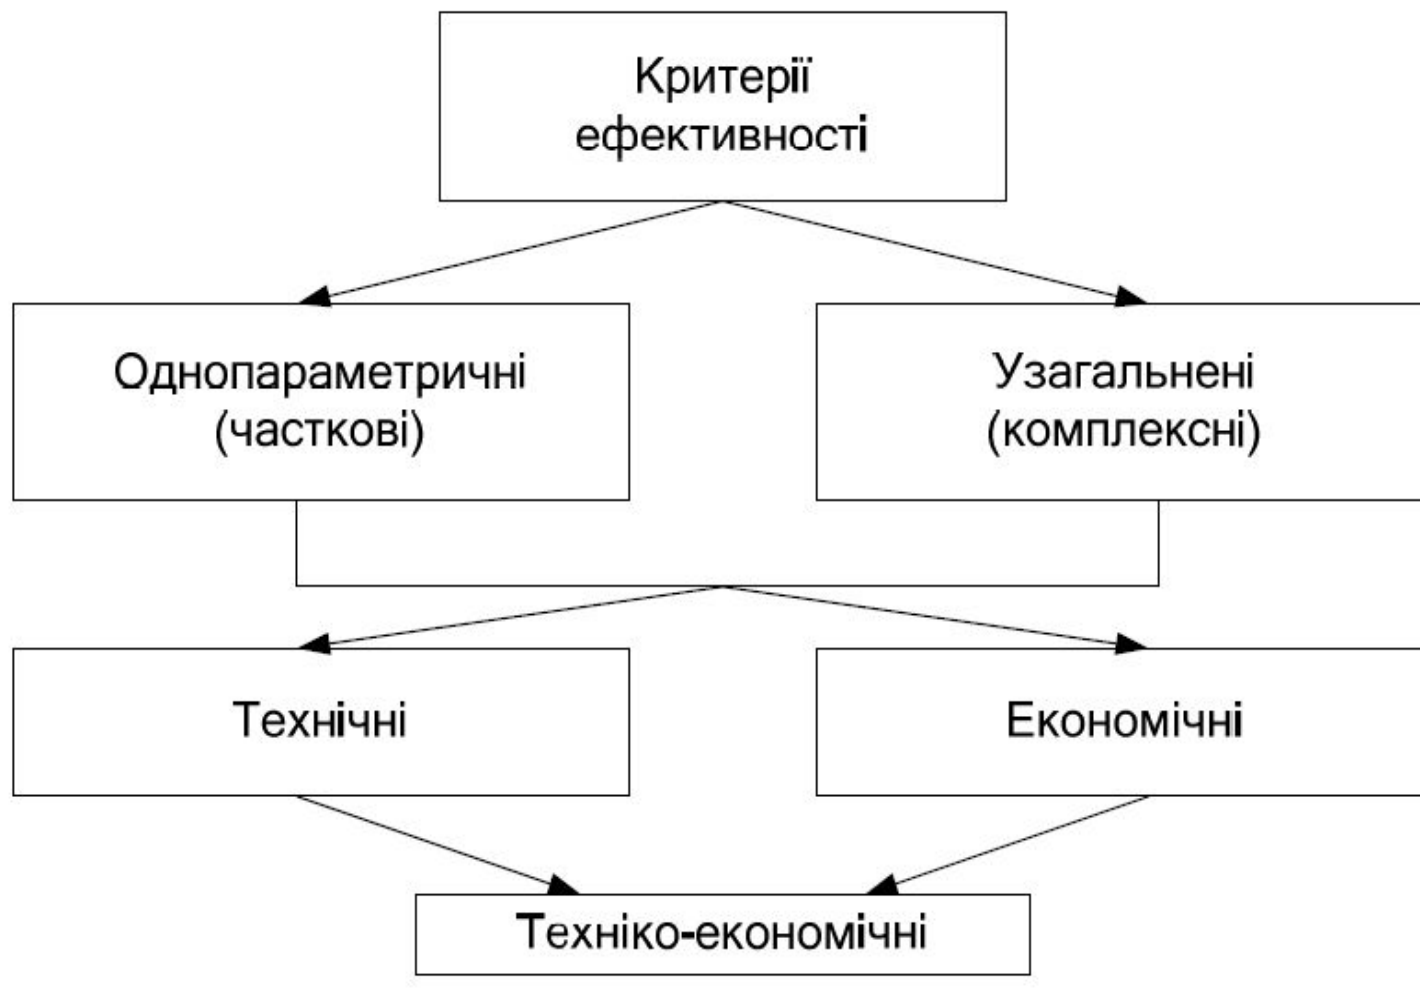 Критерії
ефективності
Однопараметричні
(часткові)
Узагальнені
(комплексні)
Технічні
Економічні
Техніко-економічні